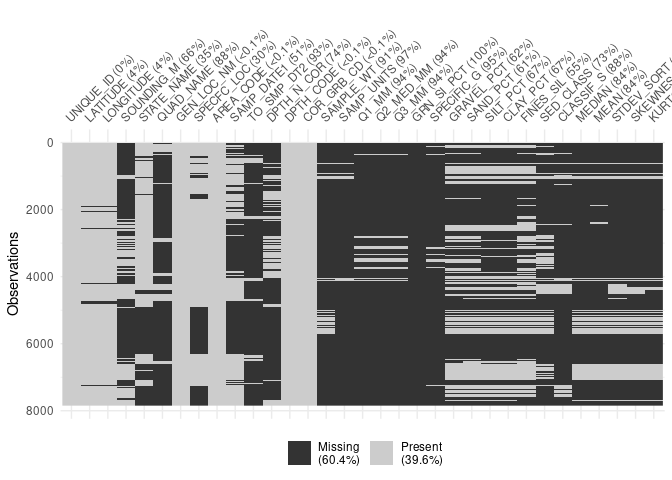 UNIQUE_ID (0%)
LATITUDE (4%)
LONGITUDE (4%)
SOUNDING_M (66%)
STATE_NAME (35%)
QUAD_NAME (88%)
GEN_LOC_NM (<0.1%)
SPECFC_LOC (30%)
AREA_CODE (<0.1%)
SAMP_DATE1 (51%)
TO_SMP_DT2 (93%)
DPTH_N_COR (74%)
DPTH_CODE (<0.1%)
COR_GRB_CD (<0.1%)
SAMPLE_WT (91%)
SAMP_UNITS (97%)
Q1_MM (94%)
Q2_MED_MM (94%)
Q3_MM (94%)
GRN_SI_PCT (100%)
SPECIFIC_G (95%)
GRAVEL_PCT (62%)
SAND_PCT (61%)
SILT_PCT (67%)
CLAY_PCT (67%)
FINES_SIL (55%)
SED_CLASS (73%)
CLASSIF_S (88%)
MEDIAN (84%)
MEAN (84%)
STDEV_SORT (
SKEWNES
KUR
0
2000
4000
6000
8000
Observations
Missing
(60.4%)
Present
(39.6%)